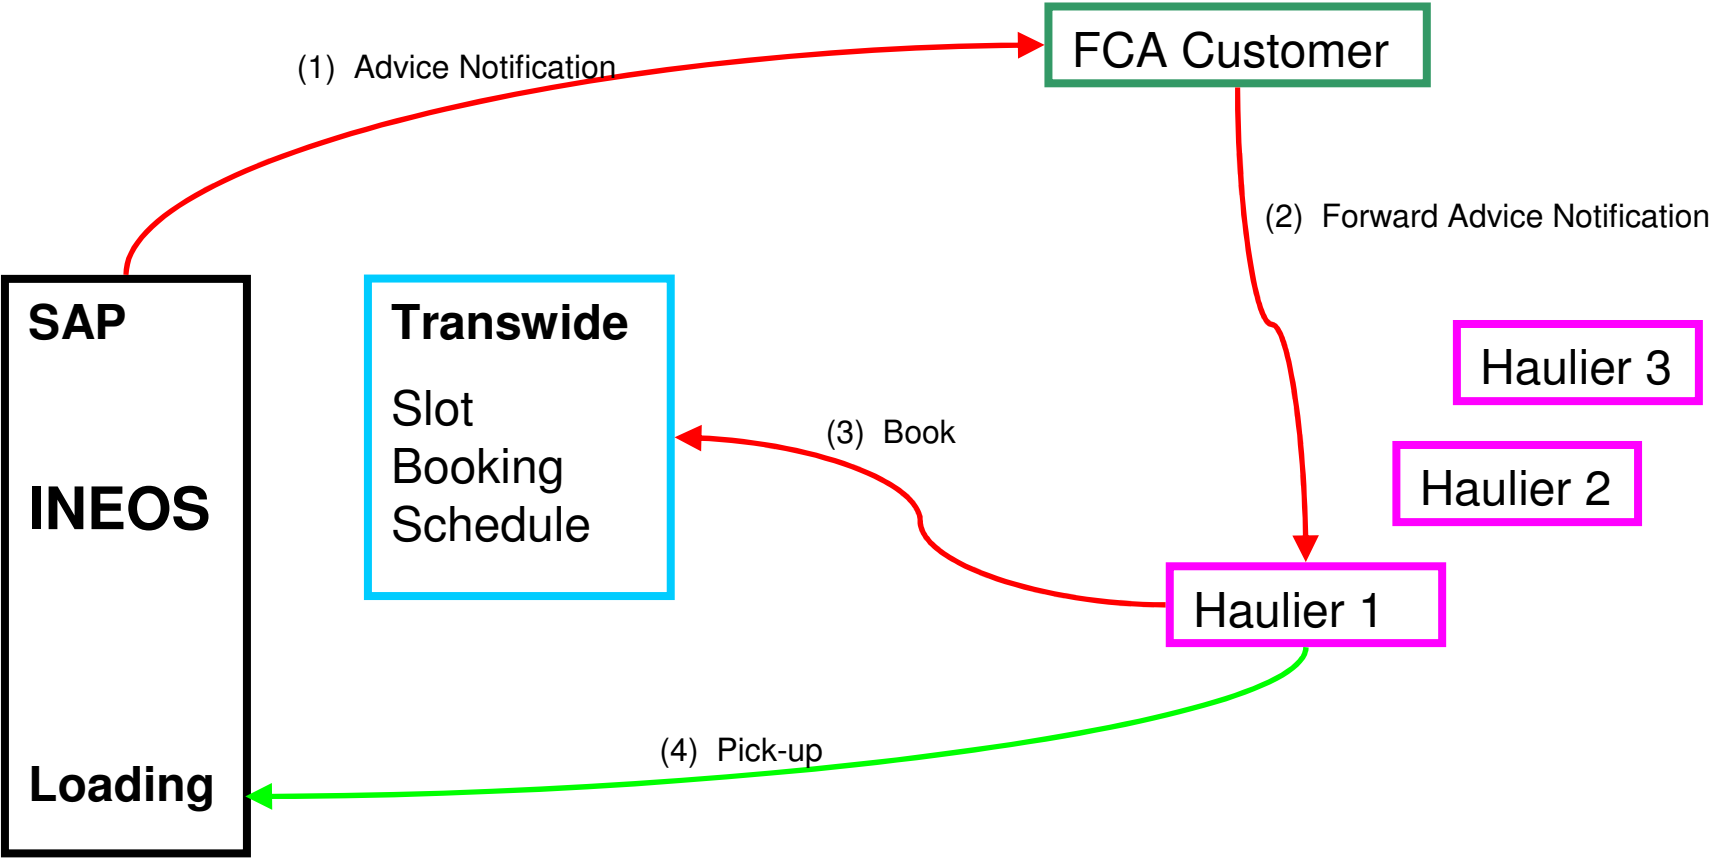 (1) Advice Notification
FCA Customer
(2) Forward Advice Notification
SAP
INEOS
Loading
Transwide
Slot
Booking
Schedule
(3) Book
Haulier 3
Haulier 2
Haulier 1
(4) Pick-up